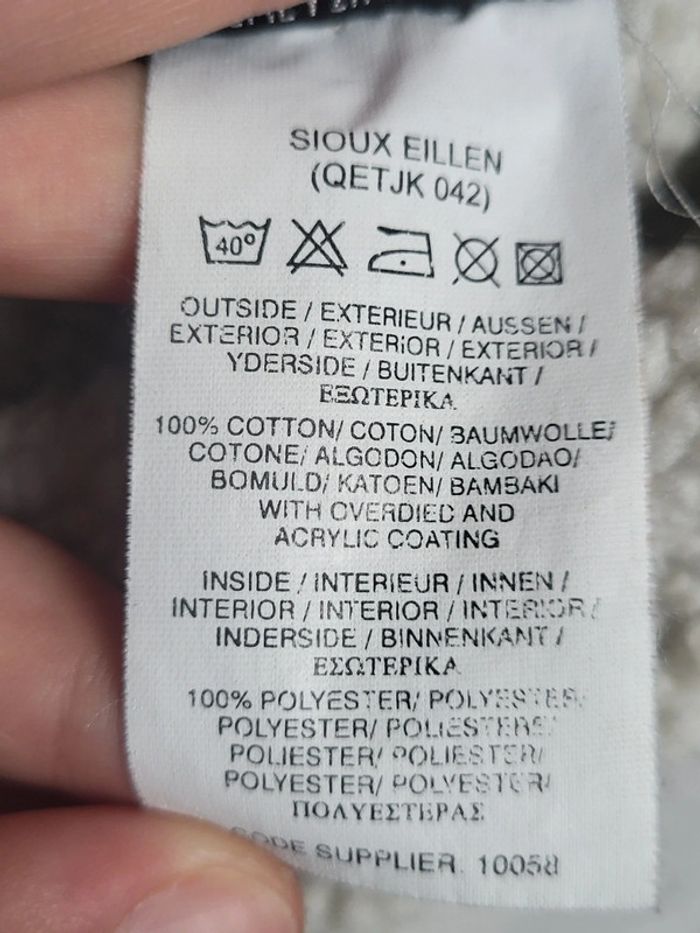 SIOUX EILLEN
(QETJK 042)
40°
OUTSIDE / EXTERIEUR / AUSSEN /
EXTERIOR / EXTERIOR / EXTERIOR /
YDERSIDE / BUITENKANT /
ΕΞΩΤΕΡΙΚΑ
100% COTTON/ COTON/ BAUMWOLLE/
COTONE/ ALGODON/ ALGODAO/
BOMULD/ KATOEN/ BAMBAKI
WITH OVERDIED AND
ACRYLIC COATING
INSIDE / INTERIEUR / INNEN /
INTERIOR / INTERIOR / INTERIOR /
INDERSIDE / BINNENKANT /
ΕΣΩΤΕΡΙΚΑ
100% POLYESTER/ POLYESTER/
POLYESTER/ POLIESTERE/
POLIESTER/ POLIESTER/
POLYESTER/ POLYESTER/
ΠΟΛΥΕΣΤΕΡΑΣ
CODE SUPPLIER. 10058